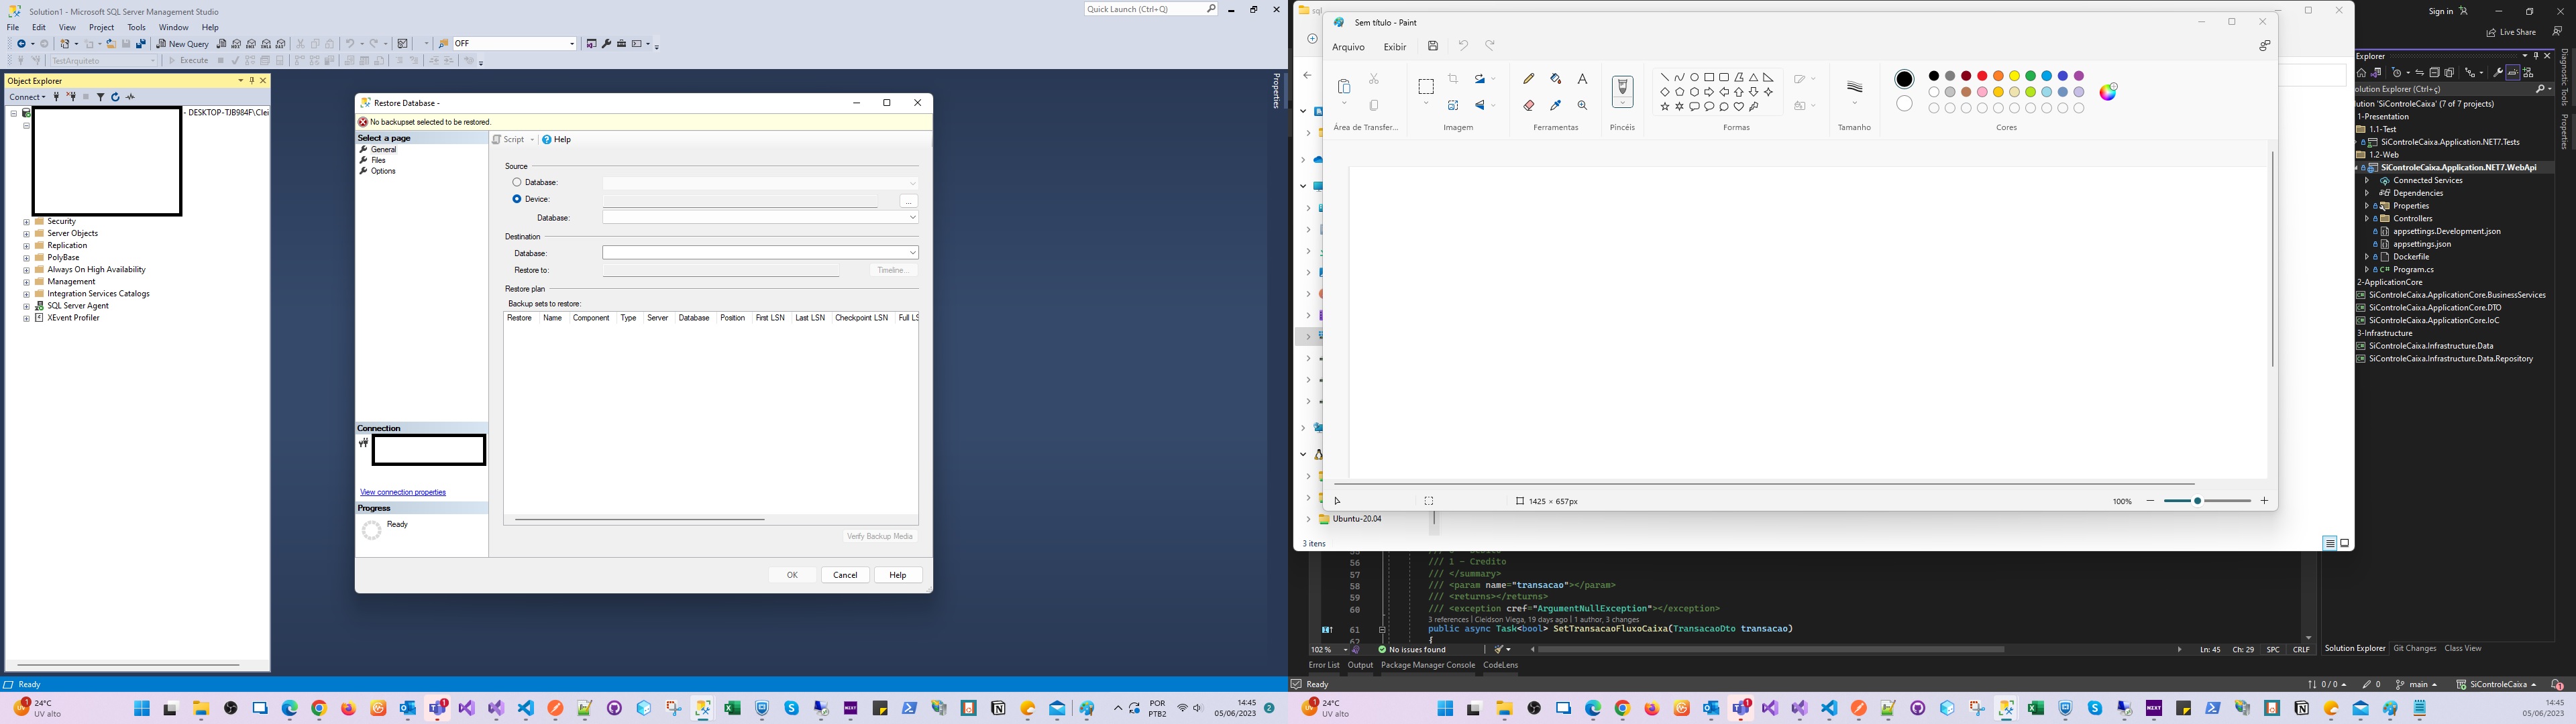 Solution1 - Microsoft SQL Server Management Studio
Quick Launch (Ctrl+Q)
File Edit View Project Tools Window Help
New Query
OFF
TestArquiteto
Execute
Object Explorer
Connect
- DESKTOP-TJB984F\Clei
Security
Server Objects
Replication
PolyBase
Always On High Availability
Management
Integration Services Catalogs
SQL Server Agent
XEvent Profiler
Properties
Restore Database -
No backupset selected to be restored.
Select a page
General
Files
Options
Script
Help
Source
Database:
Device:
...
Database:
Destination
Database:
Restore to:
Timeline...
Restore plan
Backup sets to restore:
Restore Name Component Type Server Database Position First LSN Last LSN Checkpoint LSN Full LS
Connection
View connection properties
Progress
Ready
Verify Backup Media
OK Cancel Help
Ready
24°C
UV alto
POR
PTB2
14:45
05/06/2023
2
sql
Sem título - Paint
Arquivo Exibir
Área de Transfer...
Imagem
Ferramentas
Pincéis
Formas
Tamanho
Cores
1425 × 657px
100%
Ubuntu-20.04
3 itens
Sign in
Live Share
Explorer
olution Explorer (Ctrl+ç)
lution 'SiControleCaixa' (7 of 7 projects)
1-Presentation
1.1-Test
SiControleCaixa.Application.NET7.Tests
1.2-Web
SiControleCaixa.Application.NET7.WebApi
Connected Services
Dependencies
Properties
Controllers
appsettings.Development.json
appsettings.json
Dockerfile
C# Program.cs
2-ApplicationCore
SiControleCaixa.ApplicationCore.BusinessServices
SiControleCaixa.ApplicationCore.DTO
SiControleCaixa.ApplicationCore.IoC
3-Infrastructure
SiControleCaixa.Infrastructure.Data
SiControleCaixa.Infrastructure.Data.Repository
Diagnostic Tools
Properties
56 /// 1 - Credito
57 /// </summary>
58 /// <param name="transacao"></param>
59 /// <returns></returns>
60 /// <exception cref="ArgumentNullException"></exception>
3 references | Cleidson Viega, 19 days ago | 1 author, 3 changes
61 public async Task<bool> SetTransacaoFluxoCaixa(TransacaoDto transacao)
62 {
102 %
No issues found
Ln: 45 Ch: 29 SPC CRLF
Solution Explorer Git Changes Class View
Error List Output Package Manager Console CodeLens
Ready
0 / 0
0
main
SiControleCaixa
24°C
UV alto
14:45
05/06/2023